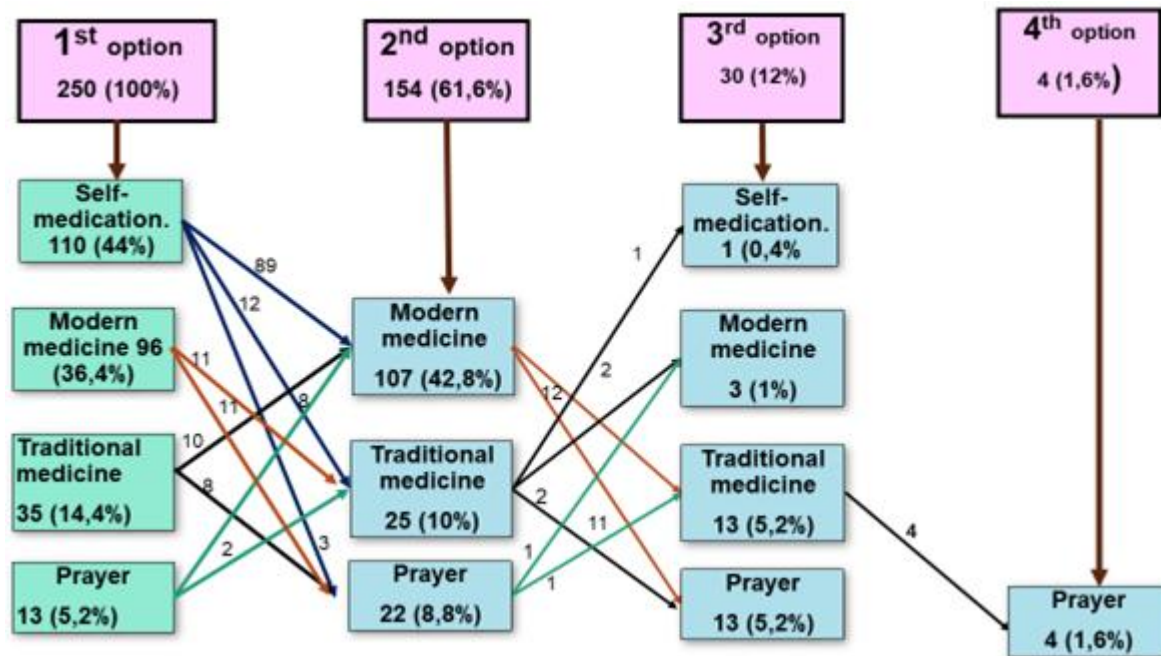 1st option
250 (100%)
2nd option
154 (61,6%)
3rd option
30 (12%)
4th option
4 (1,6%)
Self-
medication.
110 (44%)
Modern
medicine 96
(36,4%)
Traditional
medicine
35 (14,4%)
Prayer
13 (5,2%)
89
12
11
11
8
10
8
2
3
Modern
medicine
107 (42,8%)
Traditional
medicine
25 (10%)
Prayer
22 (8,8%)
1
2
12
2
11
1
1
Self-
medication.
1 (0,4%
Modern
medicine
3 (1%)
Traditional
medicine
13 (5,2%)
Prayer
13 (5,2%)
4
Prayer
4 (1,6%)